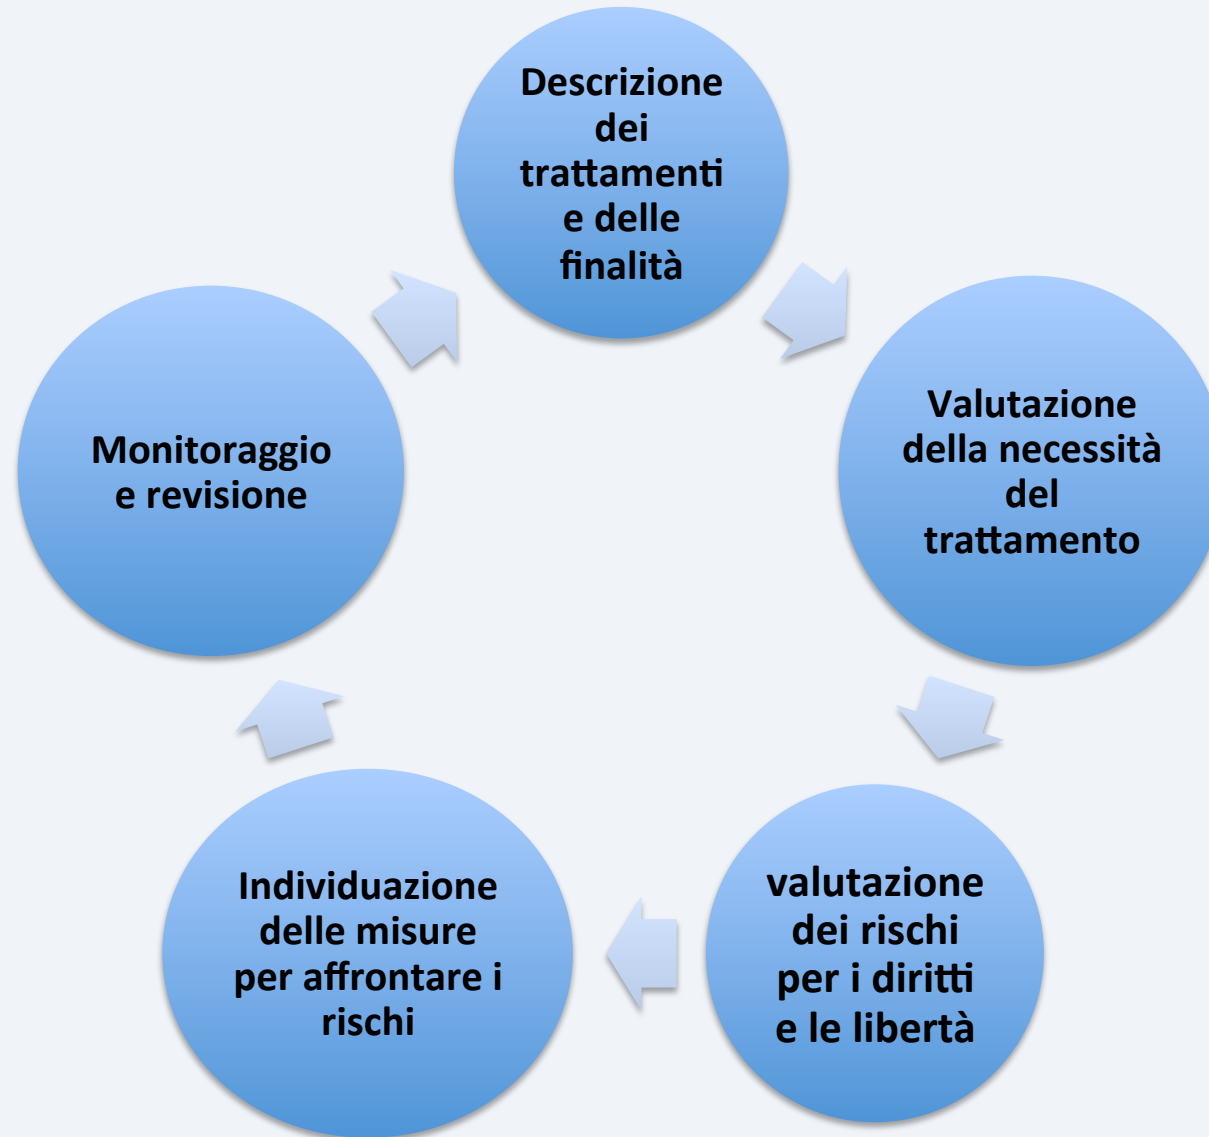 Descrizione
dei
trattamenti
e delle
finalità
Valutazione
della necessità
del
trattamento
valutazione
dei rischi
per i diritti
e le libertà
Individuazione
delle misure
per affrontare i
rischi
Monitoraggio
e revisione